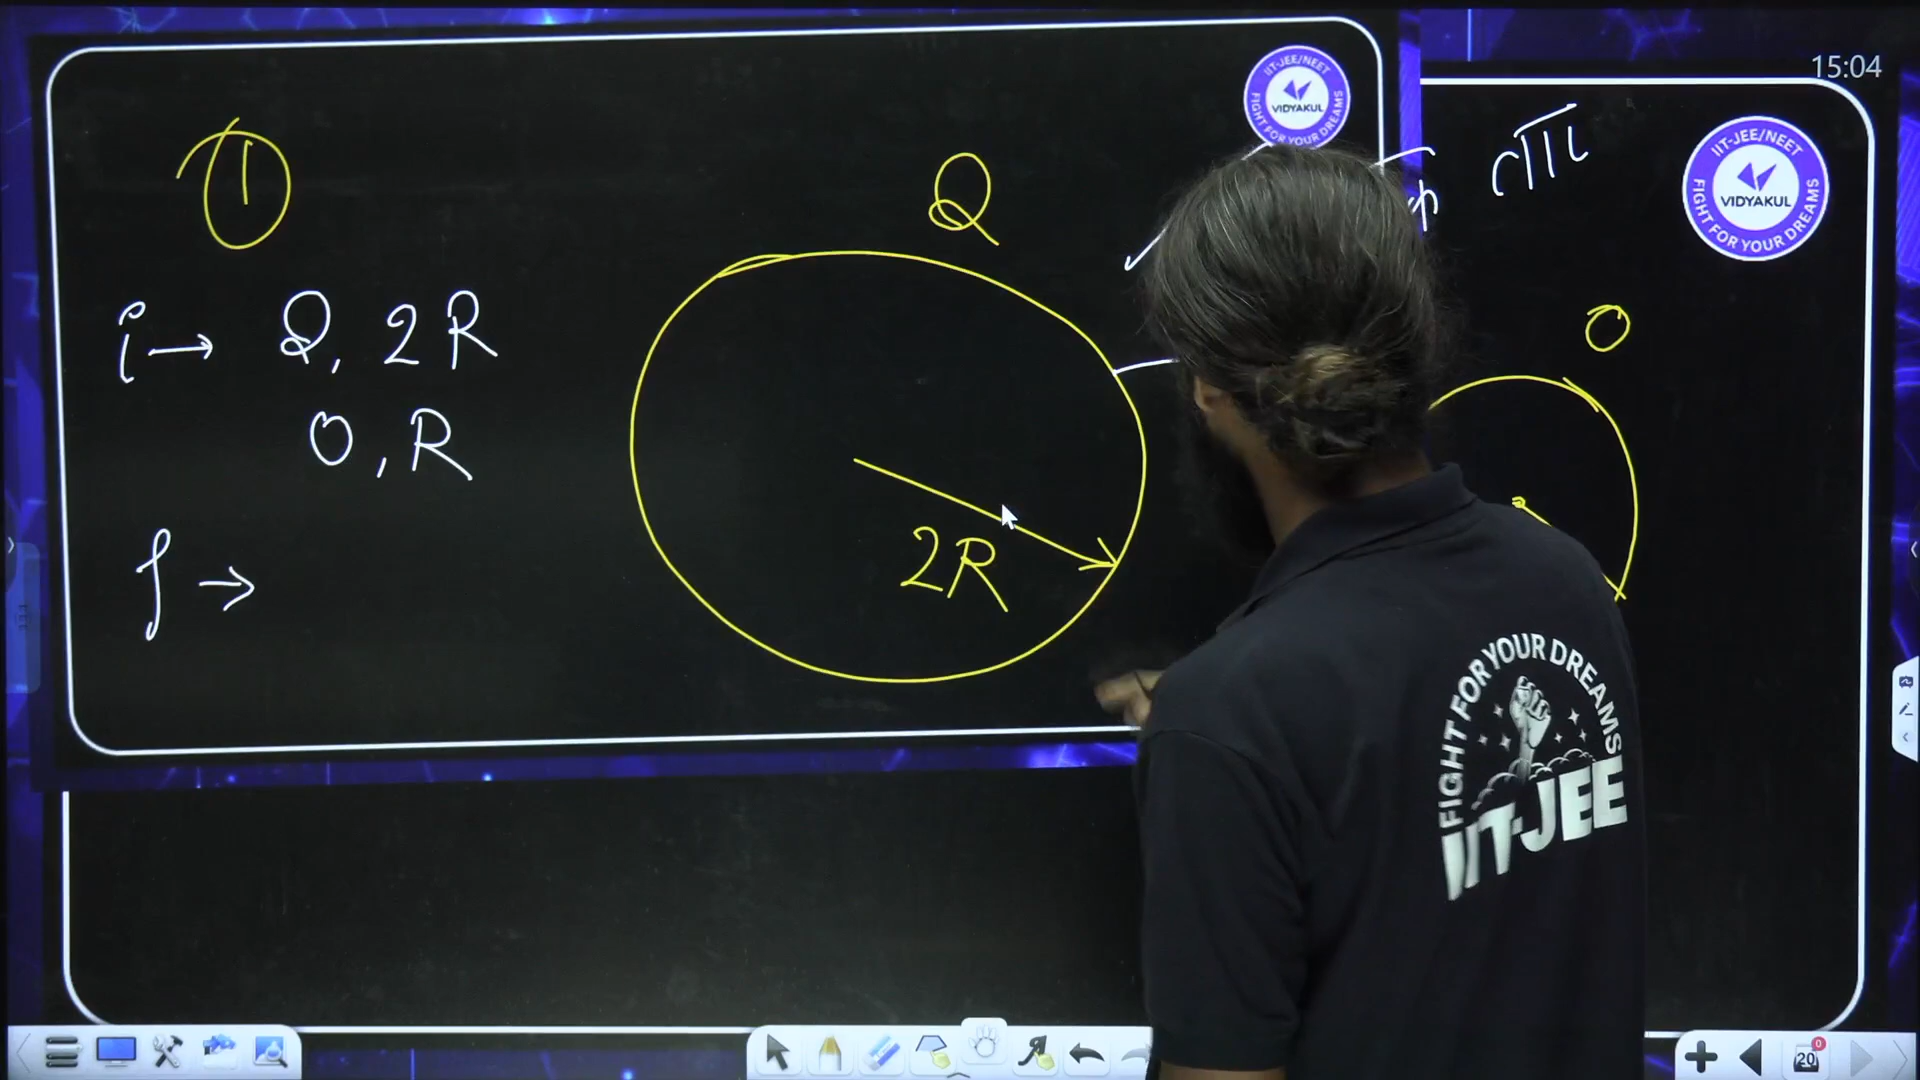 15:04
IIT-JEE/NEET
VIDYAKUL
FIGHT FOR YOUR DREAMS
IIT-JEE/NEET
VIDYAKUL
FIGHT FOR YOUR DREAMS
1
Q
i → Q, 2R
0, R
f →
2R
0
FIGHT FOR YOUR DREAMS
IIT-JEE
20
0